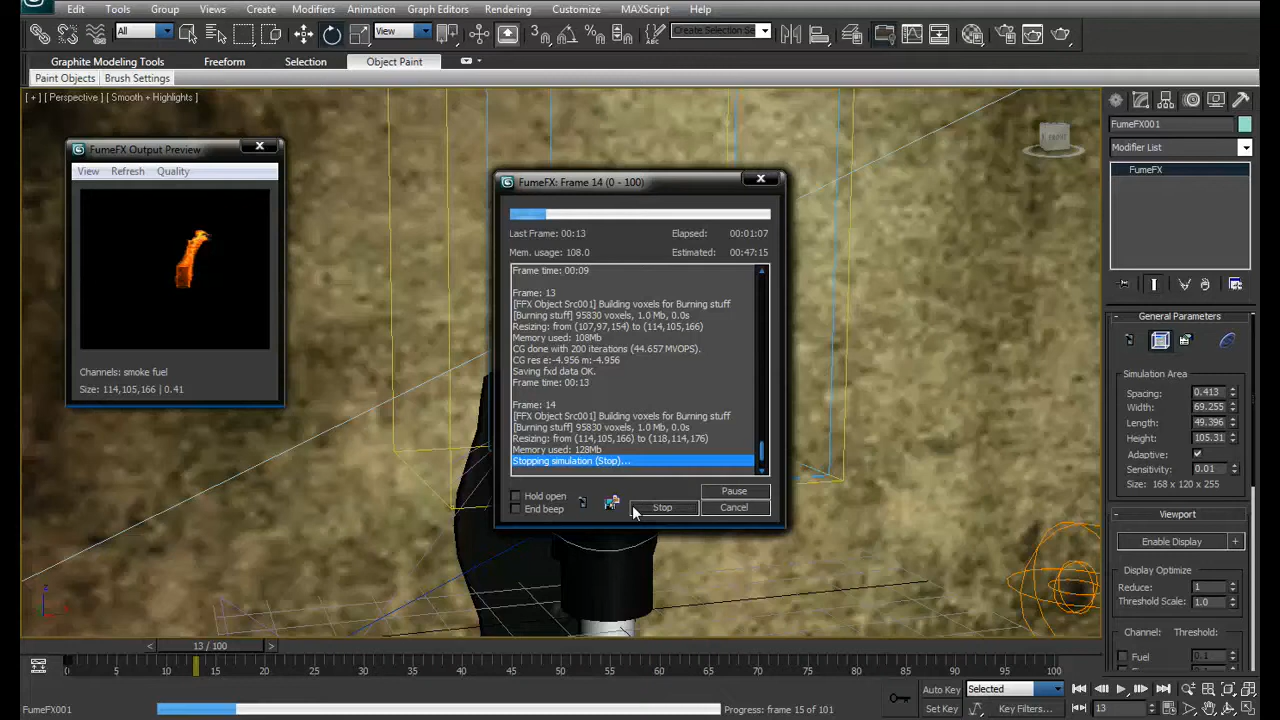 Edit Tools Group Views Create Modifiers Animation Graph Editors Rendering Customize MAXScript Help
All View Create Selection Se
Graphite Modeling Tools Freeform Selection Object Paint
Paint Objects Brush Settings
[ + ] [ Perspective ] [ Smooth + Highlights ]
FumeFX Output Preview
View Refresh Quality
Channels: smoke fuel
Size: 114,105,166 | 0.41
FumeFX: Frame 14 (0 - 100)
Last Frame: 00:13 Elapsed: 00:01:07
Mem. usage: 108.0 Estimated: 00:47:15
Frame time: 00:09
Frame: 13
[FFX Object Src001] Building voxels for Burning stuff
[Burning stuff] 95830 voxels, 1.0 Mb, 0.0s
Resizing: from (107,97,154) to (114,105,166)
Memory used: 108Mb
CG done with 200 iterations (44.657 MVOPS).
CG res e:-4.956 m:-4.956
Saving fxd data OK.
Frame time: 00:13
Frame: 14
[FFX Object Src001] Building voxels for Burning stuff
[Burning stuff] 95830 voxels, 1.0 Mb, 0.0s
Resizing: from (114,105,166) to (118,114,176)
Memory used: 128Mb
Stopping simulation (Stop)...
Hold open
End beep
Pause
Stop Cancel
FRONT
FumeFX001
Modifier List
FumeFX
General Parameters
Simulation Area
Spacing: 0.413
Width: 69.255
Length: 49.396
Height: 105.31
Adaptive:
Sensitivity: 0.01
Size: 168 x 120 x 255
Viewport
Enable Display +
Display Optimize
Reduce: 1
Threshold Scale: 1.0
Channel: Threshold:
Fuel 0.1
< 13 / 100 >
0 5 10 15 20 25 30 35 40 45 50 55 60 65 70 75 80 85 90 95 100
Auto Key Selected
Set Key Key Filters... 13
FumeFX001 Progress: frame 15 of 101